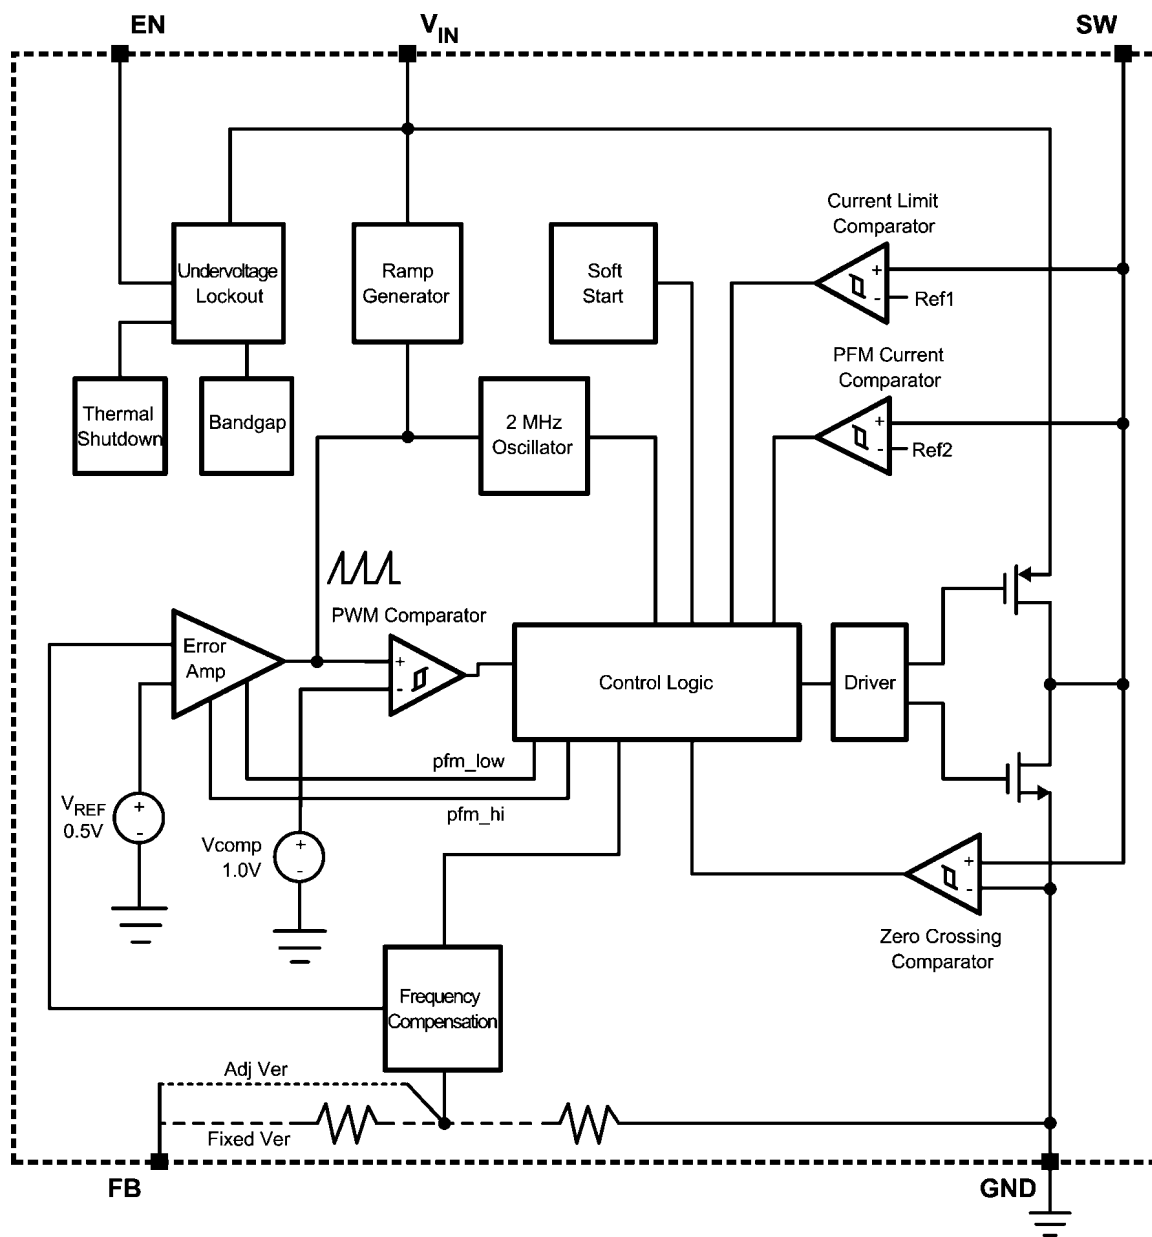 EN
VIN
SW
Current Limit
Comparator
Undervoltage
Lockout
Ramp
Generator
Soft
Start
+
-
Ref1
PFM Current
Comparator
Thermal
Shutdown
Bandgap
2 MHz
Oscillator
+
-
Ref2
PWM Comparator
Error
Amp
+
-
Control Logic
Driver
pfm_low
pfm_hi
VREF
0.5V
+
-
Vcomp
1.0V
+
-
+
-
Zero Crossing
Comparator
Frequency
Compensation
Adj Ver
Fixed Ver
FB
GND